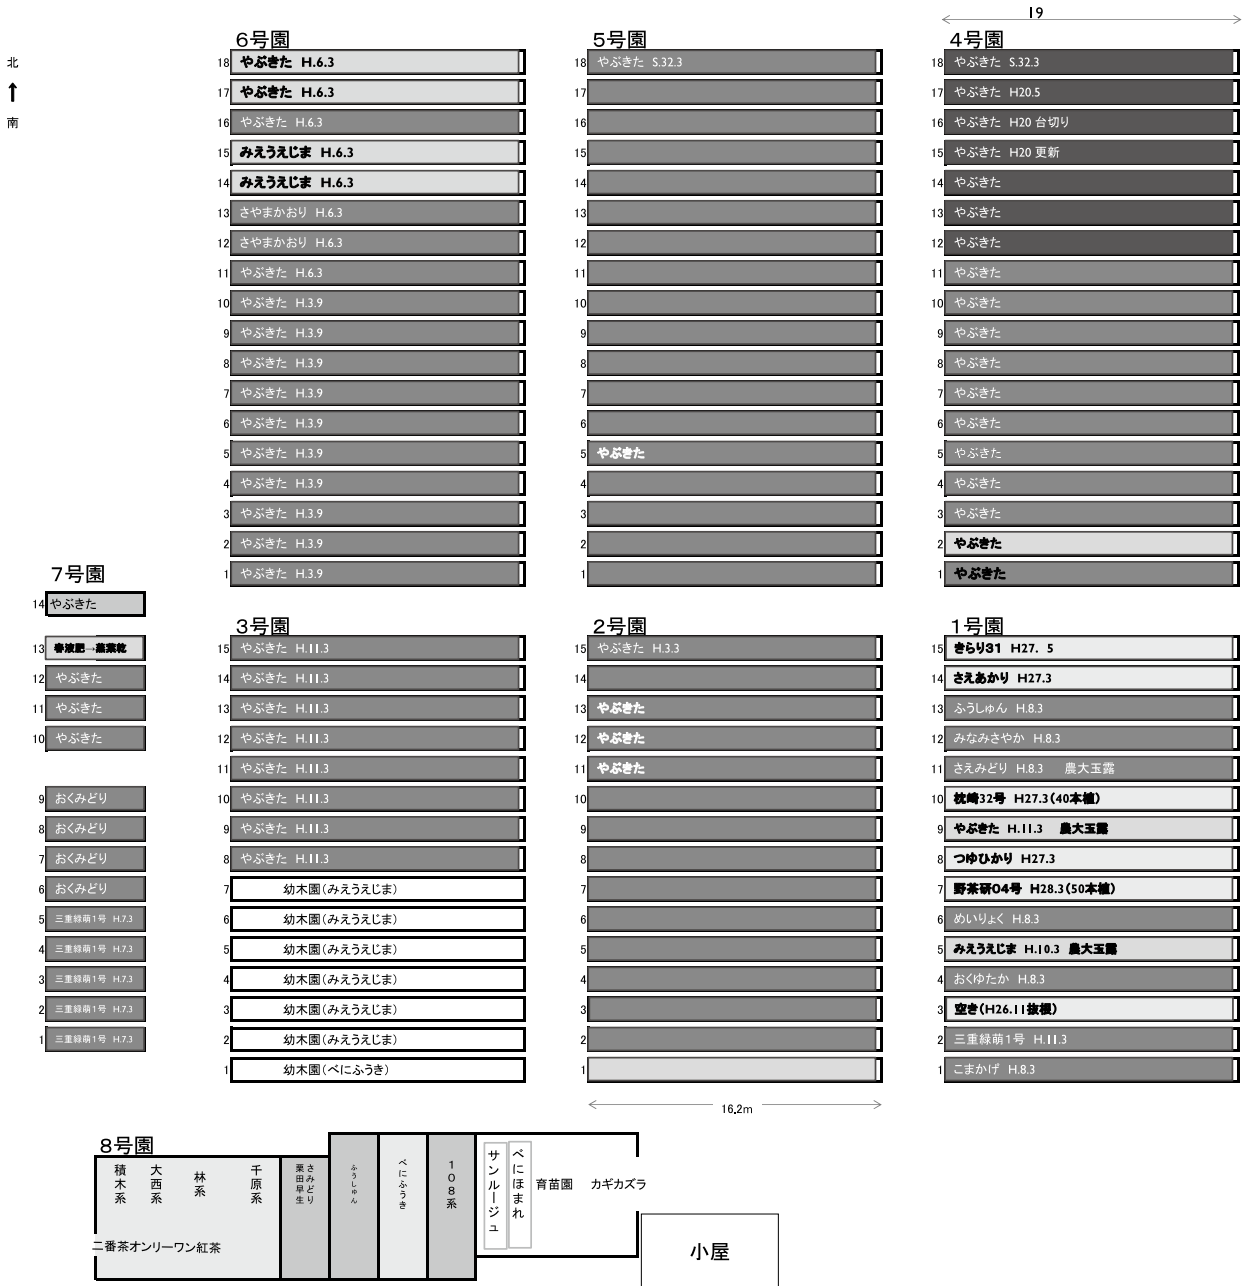 19
北
↑
南
6号園
18 やぶきた H.6.3
17 やぶきた H.6.3
16 やぶきた H.6.3
15 みえうえじま H.6.3
14 みえうえじま H.6.3
13 さやまかおり H.6.3
12 さやまかおり H.6.3
11 やぶきた H.6.3
10 やぶきた H.3.9
9 やぶきた H.3.9
8 やぶきた H.3.9
7 やぶきた H.3.9
6 やぶきた H.3.9
5 やぶきた H.3.9
4 やぶきた H.3.9
3 やぶきた H.3.9
2 やぶきた H.3.9
1 やぶきた H.3.9
5号園
18 やぶきた S.32.3
17
16
15
14
13
12
11
10
9
8
7
6
5 やぶきた
4
3
2
1
4号園
18 やぶきた S.32.3
17 やぶきた H20.5
16 やぶきた H20 台切り
15 やぶきた H20 更新
14 やぶきた
13 やぶきた
12 やぶきた
11 やぶきた
10 やぶきた
9 やぶきた
8 やぶきた
7 やぶきた
6 やぶきた
5 やぶきた
4 やぶきた
3 やぶきた
2 やぶきた
1 やぶきた
7号園
14 やぶきた
13 春液肥→蒸葉乾
12 やぶきた
11 やぶきた
10 やぶきた
9 おくみどり
8 おくみどり
7 おくみどり
6 おくみどり
5 三重緑萌1号 H.7.3
4 三重緑萌1号 H.7.3
3 三重緑萌1号 H.7.3
2 三重緑萌1号 H.7.3
1 三重緑萌1号 H.7.3
3号園
15 やぶきた H.11.3
14 やぶきた H.11.3
13 やぶきた H.11.3
12 やぶきた H.11.3
11 やぶきた H.11.3
10 やぶきた H.11.3
9 やぶきた H.11.3
8 やぶきた H.11.3
7 幼木園(みえうえじま)
6 幼木園(みえうえじま)
5 幼木園(みえうえじま)
4 幼木園(みえうえじま)
3 幼木園(みえうえじま)
2 幼木園(みえうえじま)
1 幼木園(べにふうき)
2号園
15 やぶきた H.3.3
14
13 やぶきた
12 やぶきた
11 やぶきた
10
9
8
7
6
5
4
3
2
1
16.2m
1号園
15 きらり31 H27. 5
14 さえあかり H27.3
13 ふうしゅん H.8.3
12 みなみさやか H.8.3
11 さえみどり H.8.3 農大玉露
10 枕崎32号 H27.3(40本植)
9 やぶきた H.11.3 農大玉露
8 つゆひかり H27.3
7 野茶研04号 H28.3(50本植)
6 めいりょく H.8.3
5 みえうえじま H.10.3 農大玉露
4 おくゆたか H.8.3
3 空き(H26.11抜根)
2 三重緑萌1号 H.11.3
1 こまかげ H.8.3
8号園
積木系
大西系
林系
千原系
二番茶オンリーワン紅茶
さみどり
栗田早生
ふうしゅん
べにふうき
108系
サンルージュ
べにほまれ
育苗園
カギカズラ
小屋